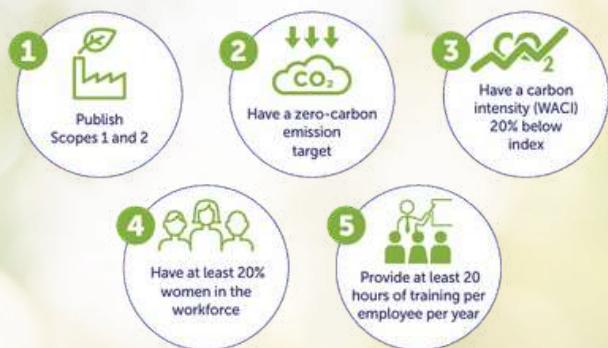 1
Publish
Scopes 1 and 2
2
CO₂
Have a zero-carbon
emission
target
3
CO₂
Have a carbon
intensity (WACI)
20% below
index
4
Have at least 20%
women in the
workforce
5
Provide at least 20
hours of training per
employee per year